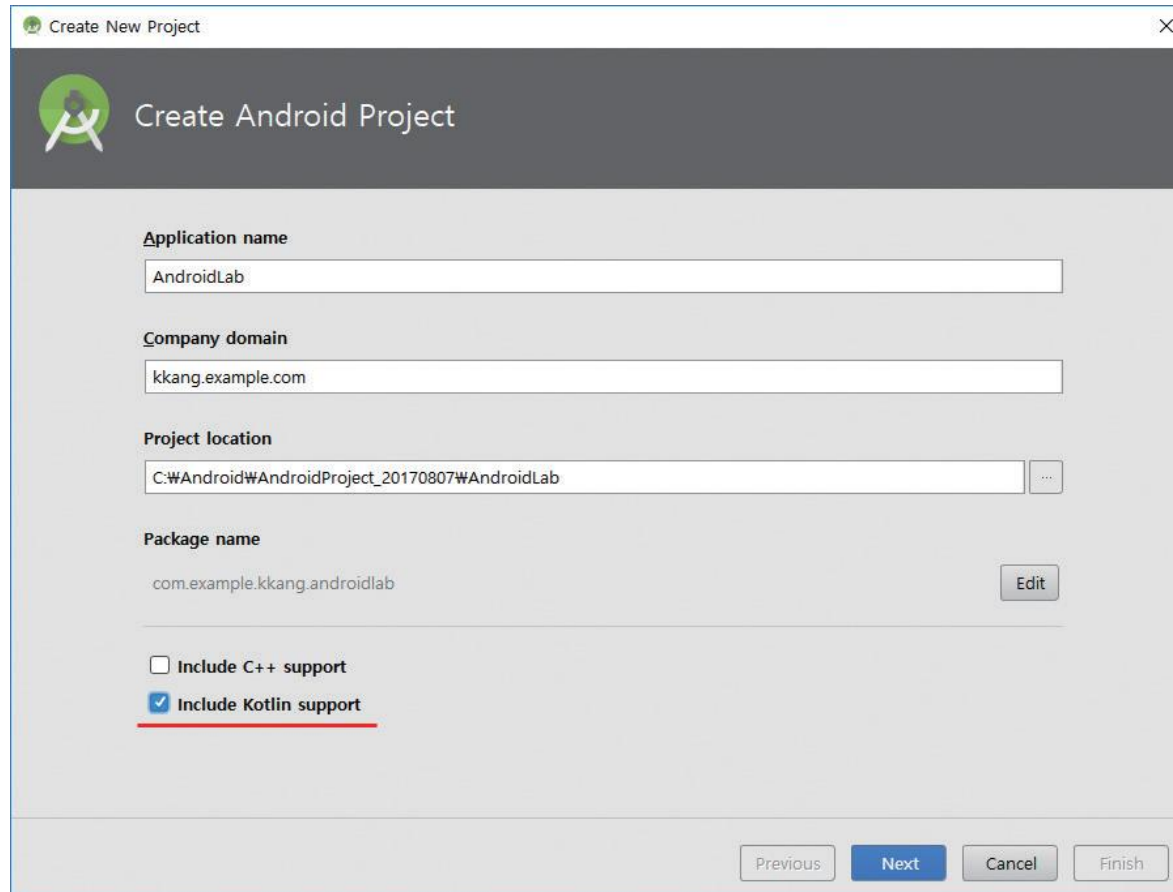 Create New Project
Create Android Project
Application name
AndroidLab
Company domain
kkang.example.com
Project location
C:₩Android₩AndroidProject_20170807₩AndroidLab
...
Package name
com.example.kkang.androidlab
Edit
Include C++ support
Include Kotlin support
Previous Next Cancel Finish